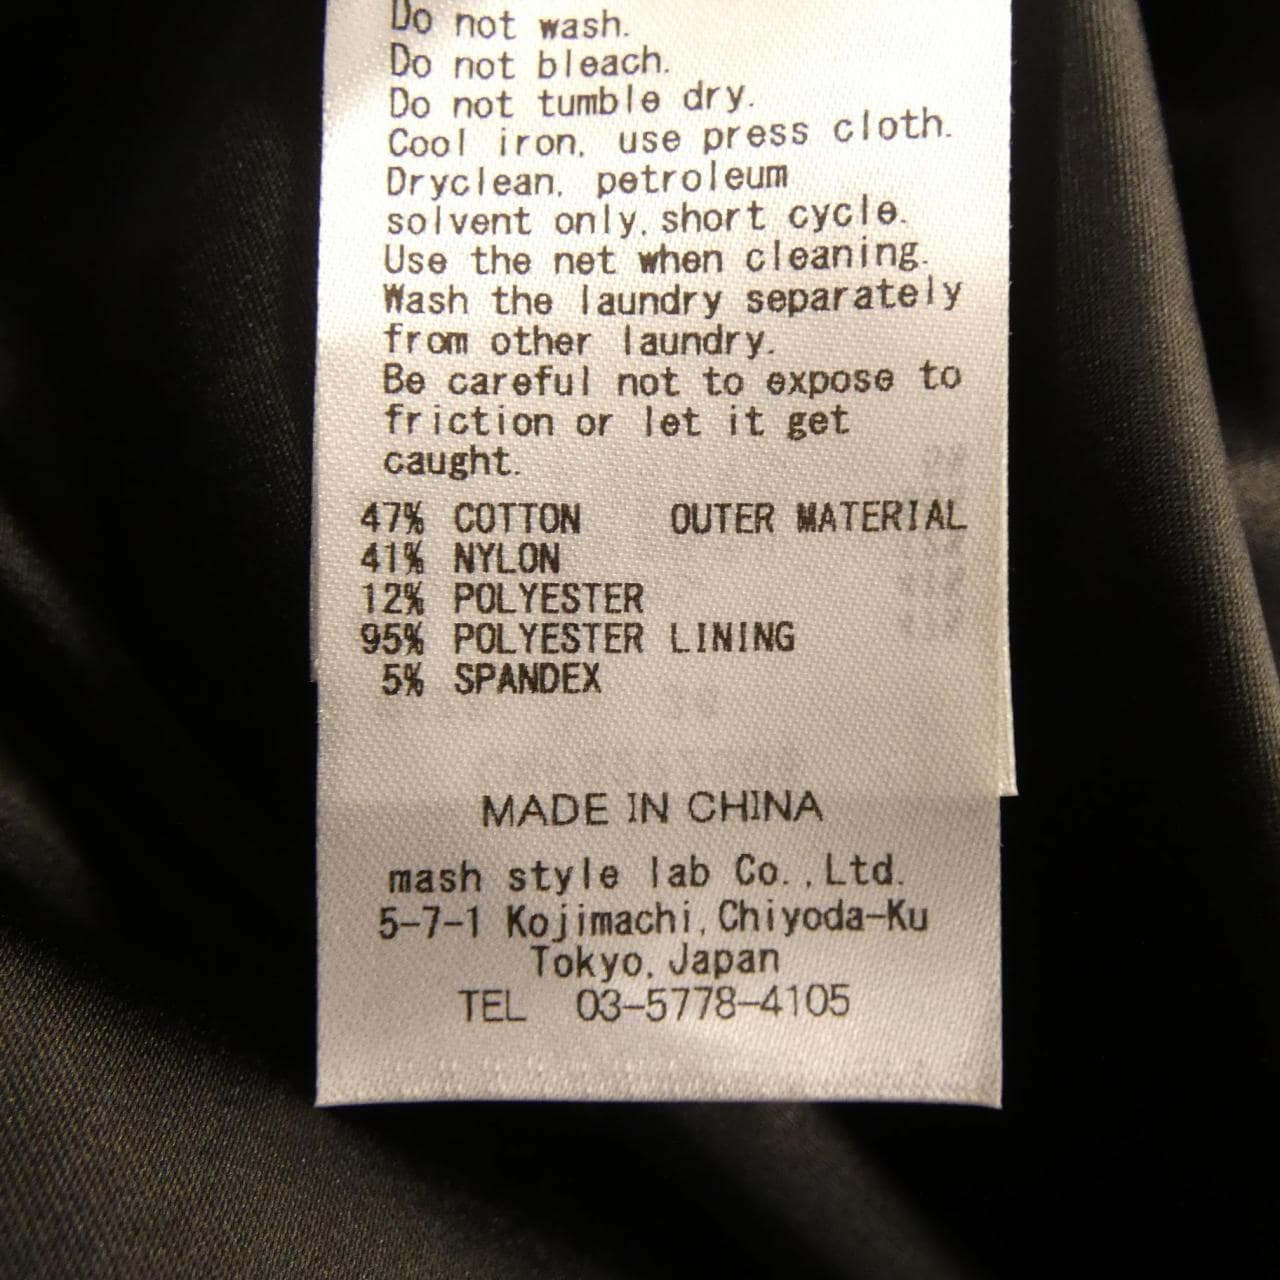 Do not wash.
Do not bleach.
Do not tumble dry.
Cool iron, use press cloth.
Dryclean, petroleum
solvent only, short cycle.
Use the net when cleaning.
Wash the laundry separately
from other laundry.
Be careful not to expose to
friction or let it get
caught.
47% COTTON OUTER MATERIAL
41% NYLON
12% POLYESTER
95% POLYESTER LINING
5% SPANDEX
MADE IN CHINA
mash style lab Co.,Ltd.
5-7-1 Kojimachi, Chiyoda-Ku
Tokyo, Japan
TEL 03-5778-4105